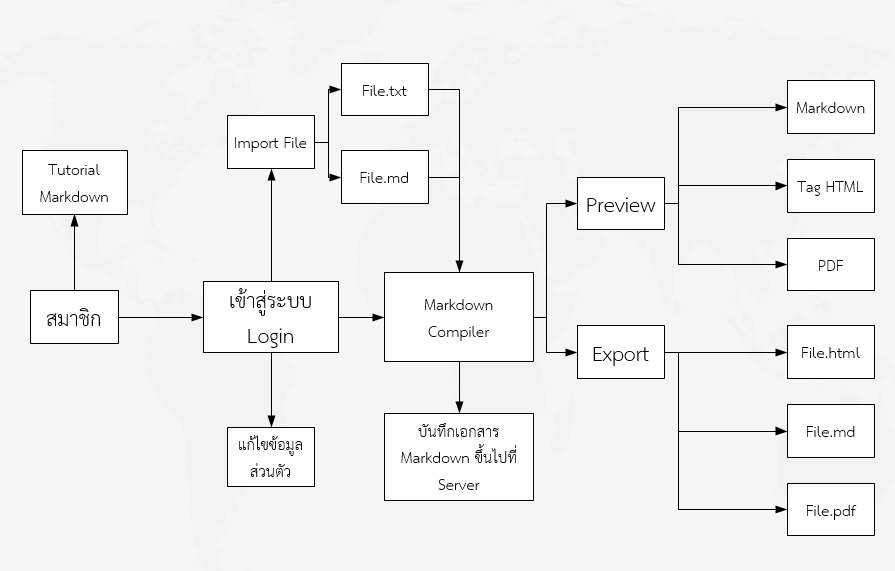 Tutorial
Markdown
สมาชิก
เข้าสู่ระบบ
Login
Import File
File.txt
File.md
แก้ไขข้อมูล
ส่วนตัว
Markdown
Compiler
บันทึกเอกสาร
Markdown ขึ้นไปที่
Server
Preview
Markdown
Tag HTML
PDF
Export
File.html
File.md
File.pdf